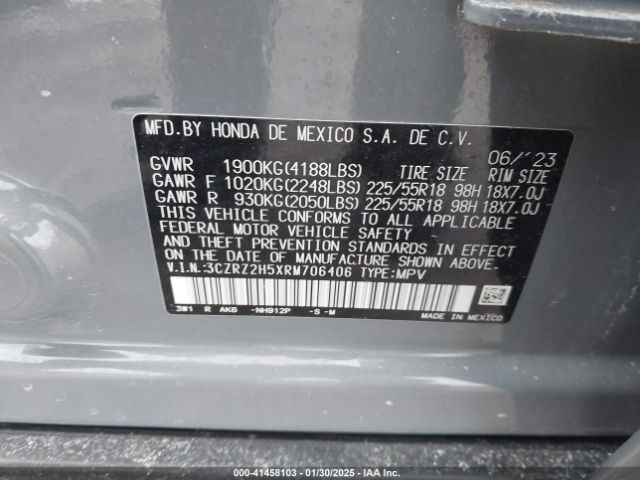 MFD.BY HONDA DE MEXICO S.A. DE C.V.
06/'23
GVWR 1900KG(4188LBS) TIRE SIZE RIM SIZE
GAWR F 1020KG(2248LBS) 225/55R18 98H 18X7.0J
GAWR R 930KG(2050LBS) 225/55R18 98H 18X7.0J
THIS VEHICLE CONFORMS TO ALL APPLICABLE
FEDERAL MOTOR VEHICLE SAFETY
AND THEFT PREVENTION STANDARDS IN EFFECT
ON THE DATE OF MANUFACTURE SHOWN ABOVE.
V.I.N.:3CZRZ2H5XRM706406 TYPE:MPV
3W1 R AK6 -NH912P -S -M
MADE IN MEXICO
000-41458103 — 01/30/2025 — IAA Inc.